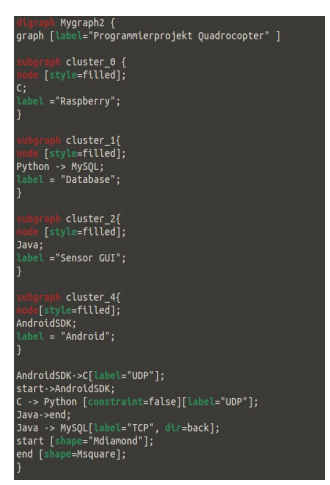 digraph Mygraph2 {
graph [label="Programmierprojekt Quadrocopter" ]
subgraph cluster_0 {
node [style=filled];
C;
label ="Raspberry";
}
subgraph cluster_1{
node [style=filled];
Python -> MySQL;
label = "Database";
}
subgraph cluster_2{
node [style=filled];
Java;
label ="Sensor GUI";
}
subgraph cluster_4{
node[style=filled];
AndroidSDK;
label = "Android";
}
AndroidSDK->C[label="UDP"];
start->AndroidSDK;
C -> Python [constraint=false][label="UDP"];
Java->end;
Java -> MySQL[label="TCP", dir=back];
start [shape="Mdiamond"];
end [shape=Msquare];
}